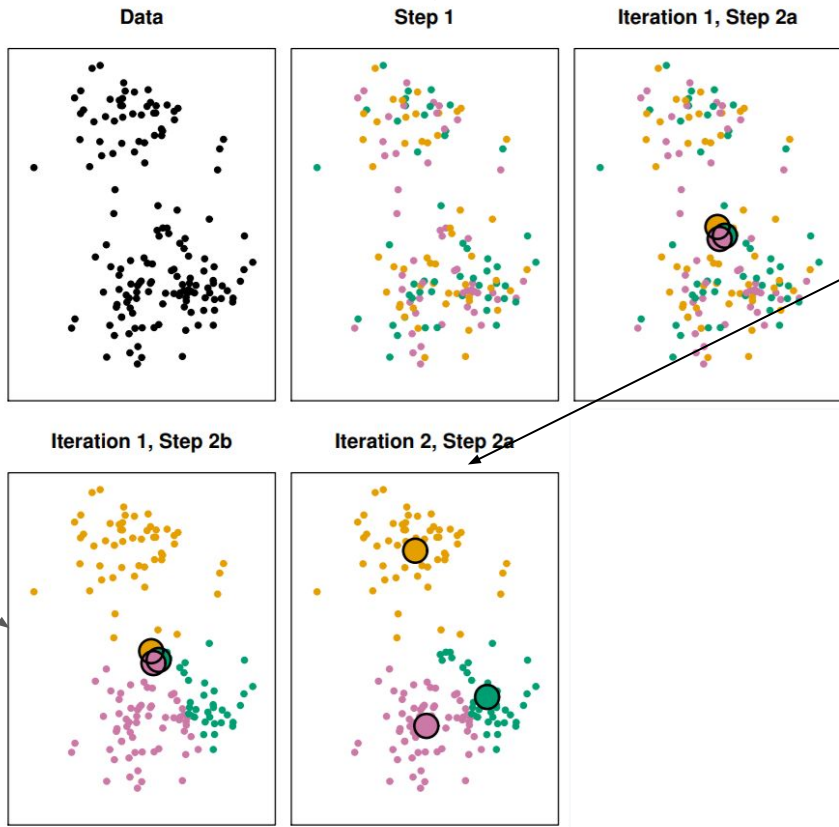 Data
Step 1
Iteration 1, Step 2a
Iteration 1, Step 2b
Iteration 2, Step 2a